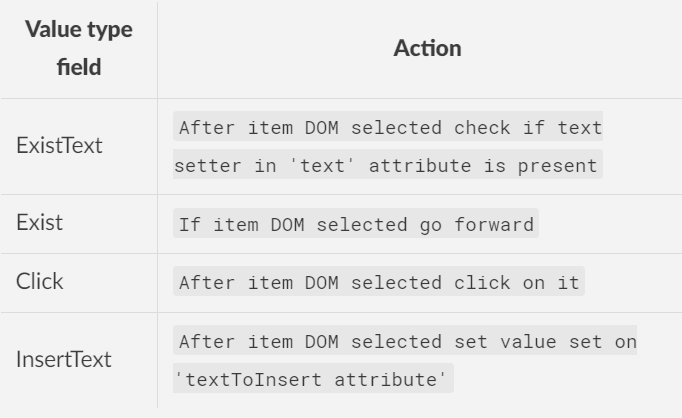 Value type
field
Action
ExistText
After item DOM selected check if text
setter in 'text' attribute is present
Exist
If item DOM selected go forward
Click
After item DOM selected click on it
InsertText
After item DOM selected set value set on
'textToInsert attribute'